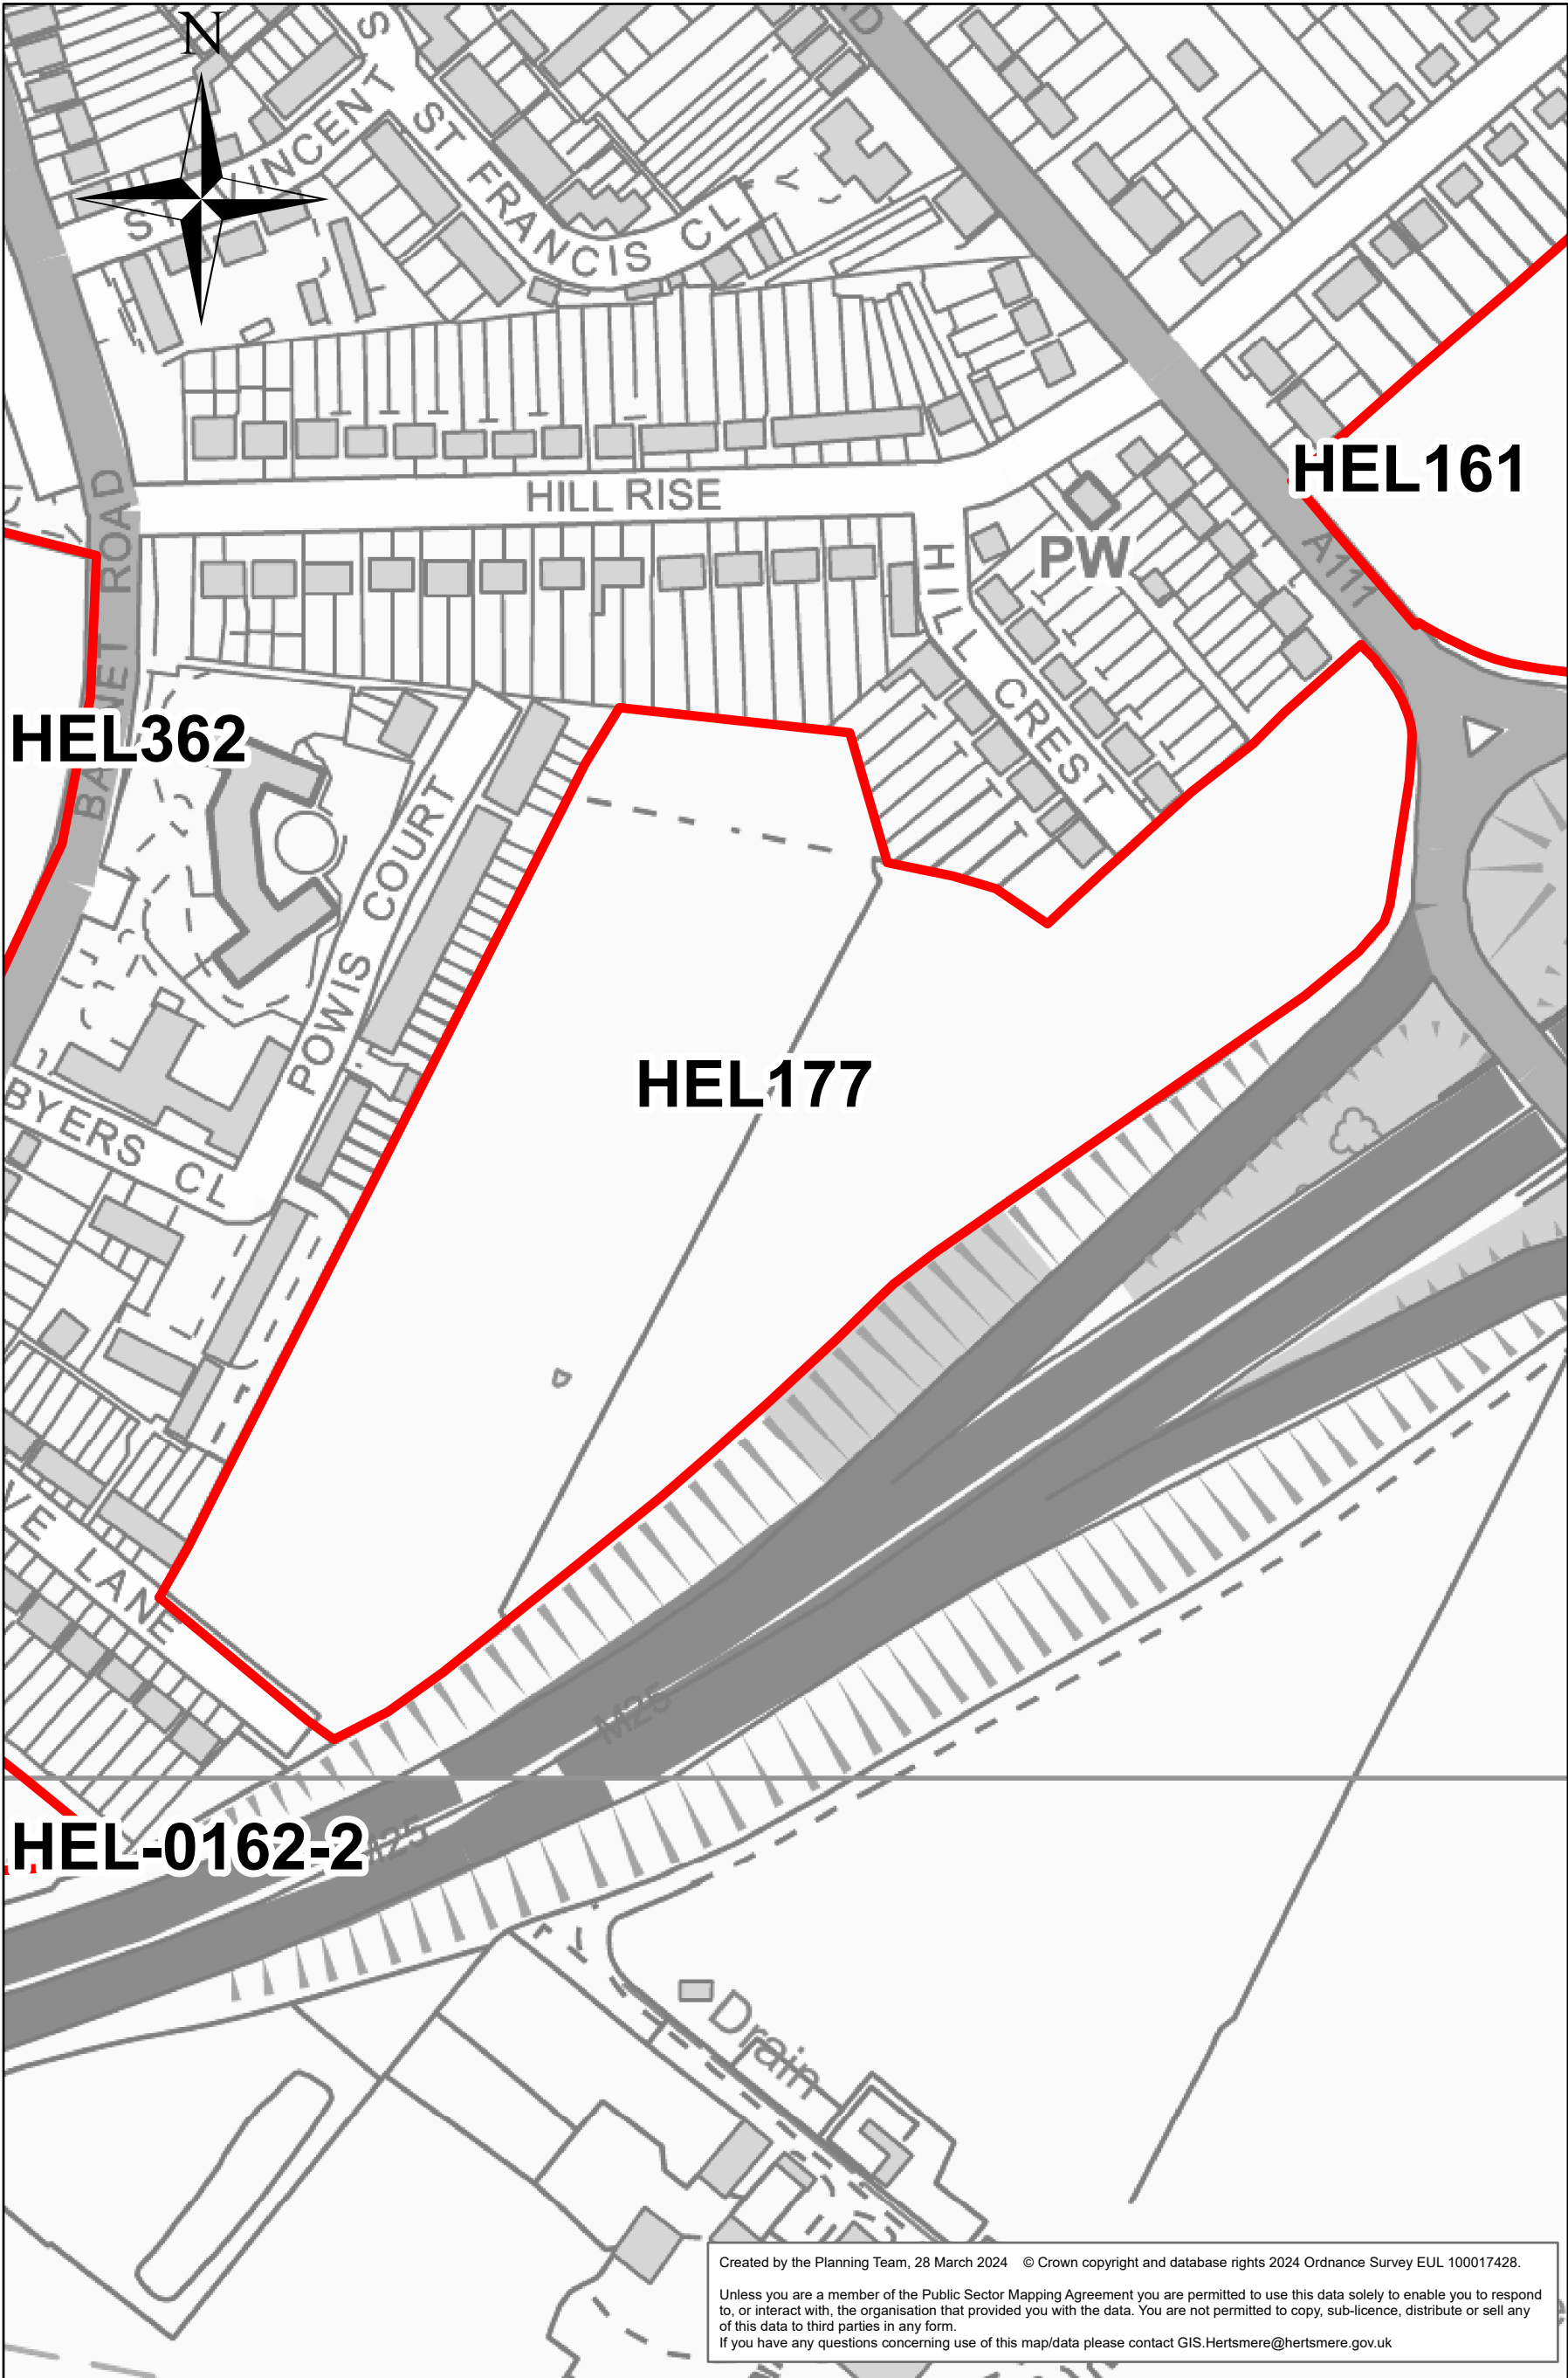 N
ST VINCENT
ST FRANCIS CL
HEL161
HILL RISE
BARNET ROAD
PW
A111
HILL CREST
HEL362
POWIS COURT
HEL177
BYERS CL
LANE
M25
HEL-0162-2
M25
Drain
Created by the Planning Team, 28 March 2024 © Crown copyright and database rights 2024 Ordnance Survey EUL 100017428.
Unless you are a member of the Public Sector Mapping Agreement you are permitted to use this data solely to enable you to respond
to, or interact with, the organisation that provided you with the data. You are not permitted to copy, sub-licence, distribute or sell any
of this data to third parties in any form.
If you have any questions concerning use of this map/data please contact GIS.Hertsmere@hertsmere.gov.uk